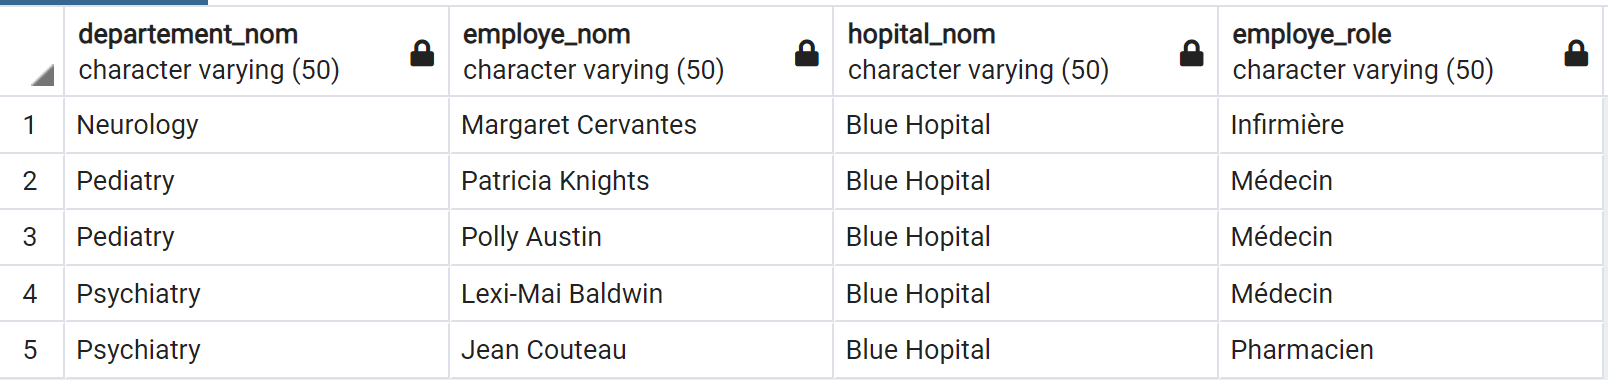 departement_nom employe_nom hopital_nom employe_role
character varying (50) character varying (50) character varying (50) character varying (50)
1 Neurology Margaret Cervantes Blue Hopital Infirmière
2 Pediatry Patricia Knights Blue Hopital Médecin
3 Pediatry Polly Austin Blue Hopital Médecin
4 Psychiatry Lexi-Mai Baldwin Blue Hopital Médecin
5 Psychiatry Jean Couteau Blue Hopital Pharmacien